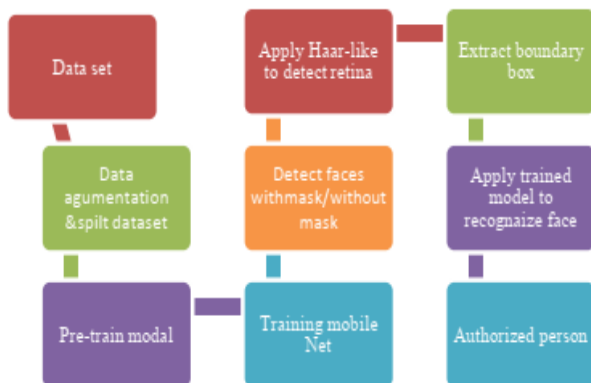 Data set
Data
agumentation
&spilt dataset
Pre-train modal
Training mobile
Net
Detect faces
withmask/without
mask
Apply Haar-like
to detect retina
Extract boundary
box
Apply trained
model to
recognaize face
Authorized person